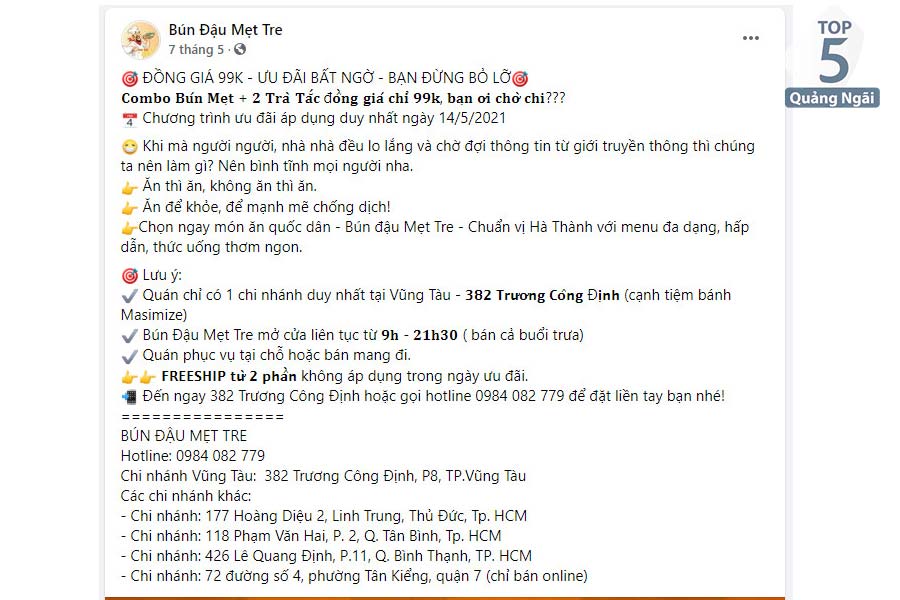 Bún Đậu Mẹt Tre
7 tháng 5 ·
🎯 ĐỒNG GIÁ 99K - ƯU ĐÃI BẤT NGỜ - BẠN ĐỪNG BỎ LỠ🎯
Combo Bún Mẹt + 2 Trà Tắc đồng giá chỉ 99k, bạn ơi chờ chi???
📅 Chương trình ưu đãi áp dụng duy nhất ngày 14/5/2021
😷 Khi mà người người, nhà nhà đều lo lắng và chờ đợi thông tin từ giới truyền thông thì chúng
ta nên làm gì? Nên bình tĩnh mọi người nha.
👉 Ăn thì ăn, không ăn thì ăn.
👉 Ăn để khỏe, để mạnh mẽ chống dịch!
👉Chọn ngay món ăn quốc dân - Bún đậu Mẹt Tre - Chuẩn vị Hà Thành với menu đa dạng, hấp
dẫn, thức uống thơm ngon.
🎯 Lưu ý:
✔ Quán chỉ có 1 chi nhánh duy nhất tại Vũng Tàu - 382 Trương Công Định (cạnh tiệm bánh
Masimize)
✔ Bún Đậu Mẹt Tre mở cửa liên tục từ 9h - 21h30 ( bán cả buổi trưa)
✔ Quán phục vụ tại chỗ hoặc bán mang đi.
👉👉 FREESHIP từ 2 phần không áp dụng trong ngày ưu đãi.
📲 Đến ngay 382 Trương Công Định hoặc gọi hotline 0984 082 779 để đặt liền tay bạn nhé!
================
BÚN ĐẬU MẸT TRE
Hotline: 0984 082 779
Chi nhánh Vũng Tàu:  382 Trương Công Định, P8, TP.Vũng Tàu
Các chi nhánh khác:
- Chi nhánh: 177 Hoàng Diệu 2, Linh Trung, Thủ Đức, Tp. HCM
- Chi nhánh: 118 Phạm Văn Hai, P. 2, Q. Tân Bình, Tp. HCM
- Chi nhánh: 426 Lê Quang Định, P.11, Q. Bình Thạnh, TP. HCM
- Chi nhánh: 72 đường số 4, phường Tân Kiểng, quận 7 (chỉ bán online)
TOP
5
Quảng Ngãi